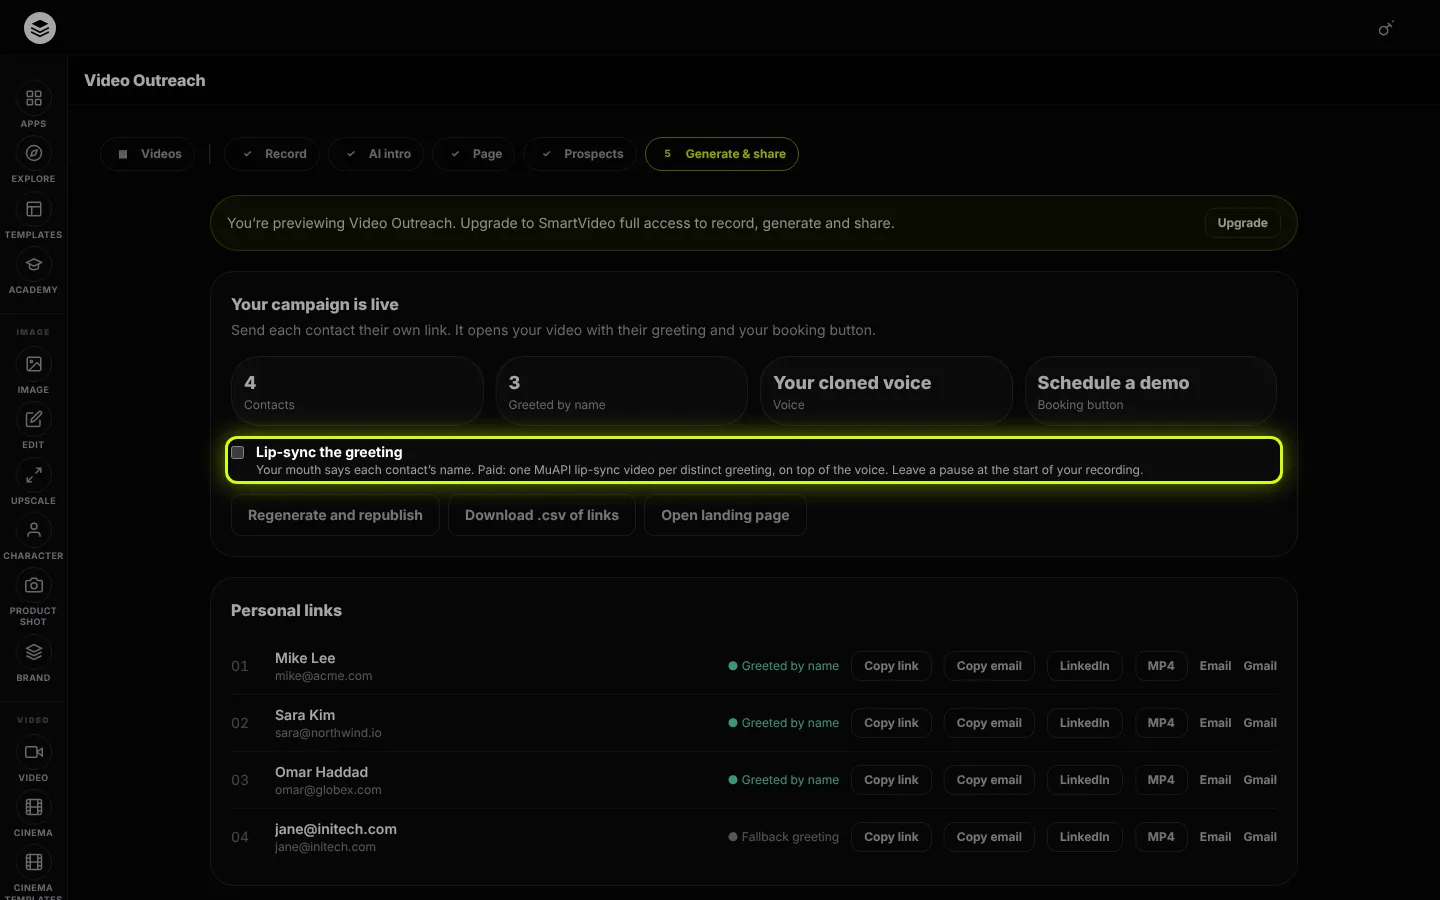 Video Outreach
APPS
EXPLORE
TEMPLATES
ACADEMY
IMAGE
IMAGE
EDIT
UPSCALE
CHARACTER
PRODUCT
SHOT
BRAND
VIDEO
VIDEO
CINEMA
CINEMA
TEMPLATES
Videos
Record
AI intro
Page
Prospects
5 Generate & share
You're previewing Video Outreach. Upgrade to SmartVideo full access to record, generate and share.
Upgrade
Your campaign is live
Send each contact their own link. It opens your video with their greeting and your booking button.
4
Contacts
3
Greeted by name
Your cloned voice
Voice
Schedule a demo
Booking button
Lip-sync the greeting
Your mouth says each contact's name. Paid: one MuAPI lip-sync video per distinct greeting, on top of the voice. Leave a pause at the start of your recording.
Regenerate and republish
Download .csv of links
Open landing page
Personal links
01 Mike Lee
mike@acme.com
Greeted by name Copy link Copy email LinkedIn MP4 Email Gmail
02 Sara Kim
sara@northwind.io
Greeted by name Copy link Copy email LinkedIn MP4 Email Gmail
03 Omar Haddad
omar@globex.com
Greeted by name Copy link Copy email LinkedIn MP4 Email Gmail
04 jane@initech.com
jane@initech.com
Fallback greeting Copy link Copy email LinkedIn MP4 Email Gmail